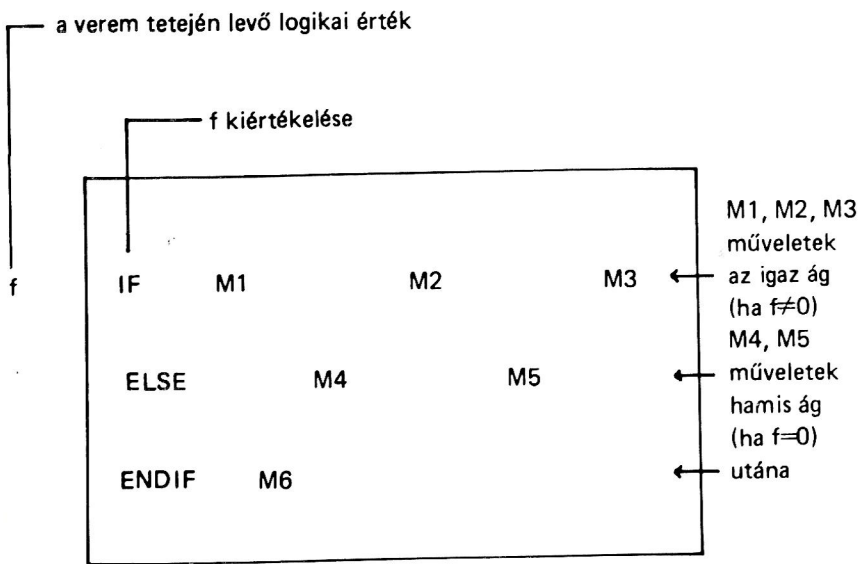 a verem tetején levő logikai érték
f kiértékelése
f
IF M1 M2 M3
M1, M2, M3
műveletek
az igaz ág
(ha f≠0)
ELSE M4 M5
M4, M5
műveletek
hamis ág
(ha f=0)
ENDIF M6
utána